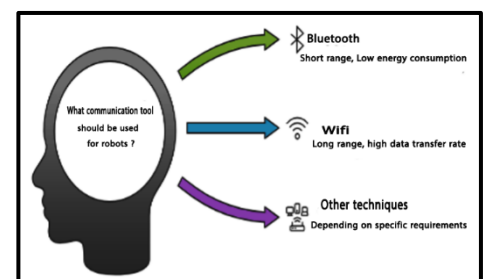 What communication tool
should be used
for robots ?
Bluetooth
Short range, Low energy consumption
Wifi
Long range, high data transfer rate
Other techniques
Depending on specific requirements